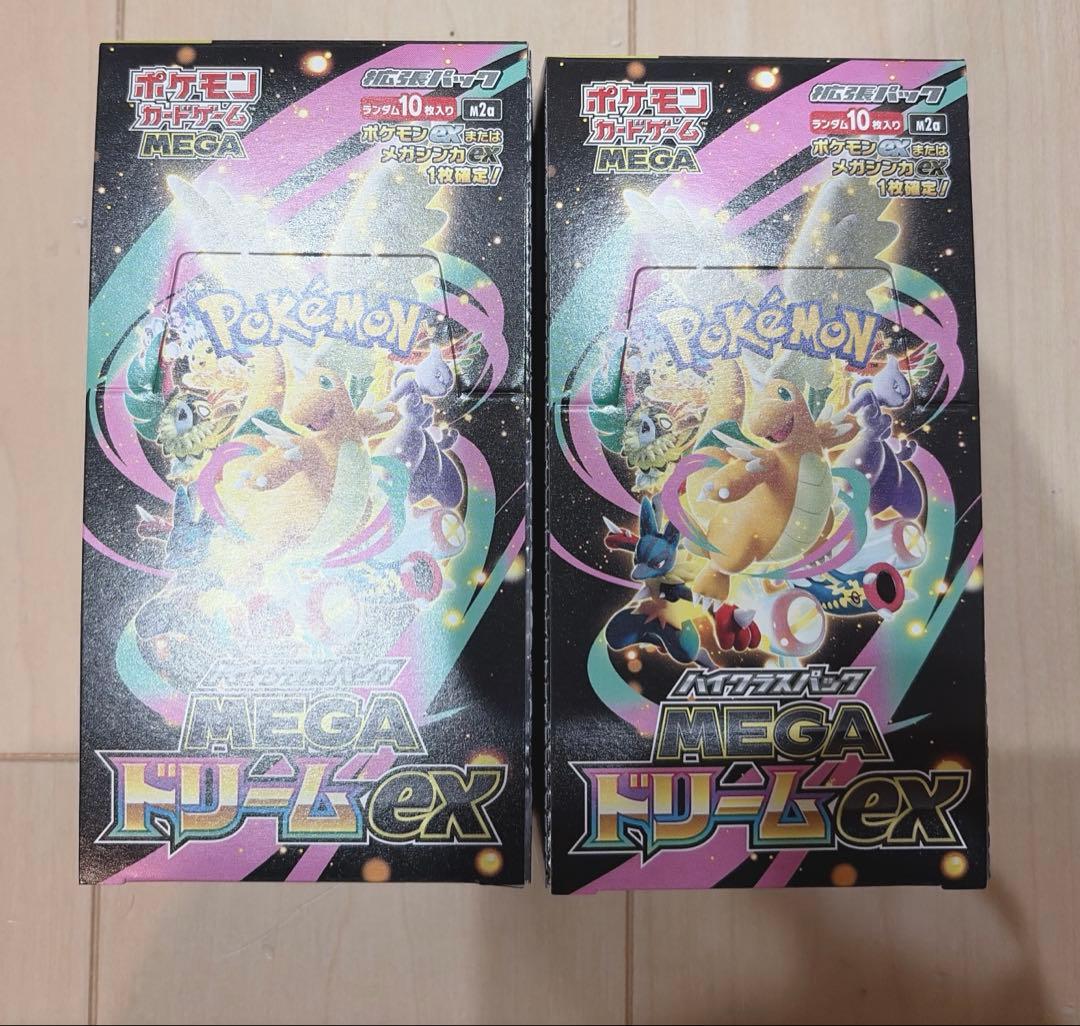 ポケモン
カードゲーム
MEGA
拡張パック
ランダム10枚入り M2a
ポケモンexまたは
メガシンカex
1枚確定!
POKéMON
ハイクラスパック
MEGA
ドリームex
ポケモン
カードゲーム
MEGA
拡張パック
ランダム10枚入り M2a
ポケモンexまたは
メガシンカex
1枚確定!
POKéMON
ハイクラスパック
MEGA
ドリームex